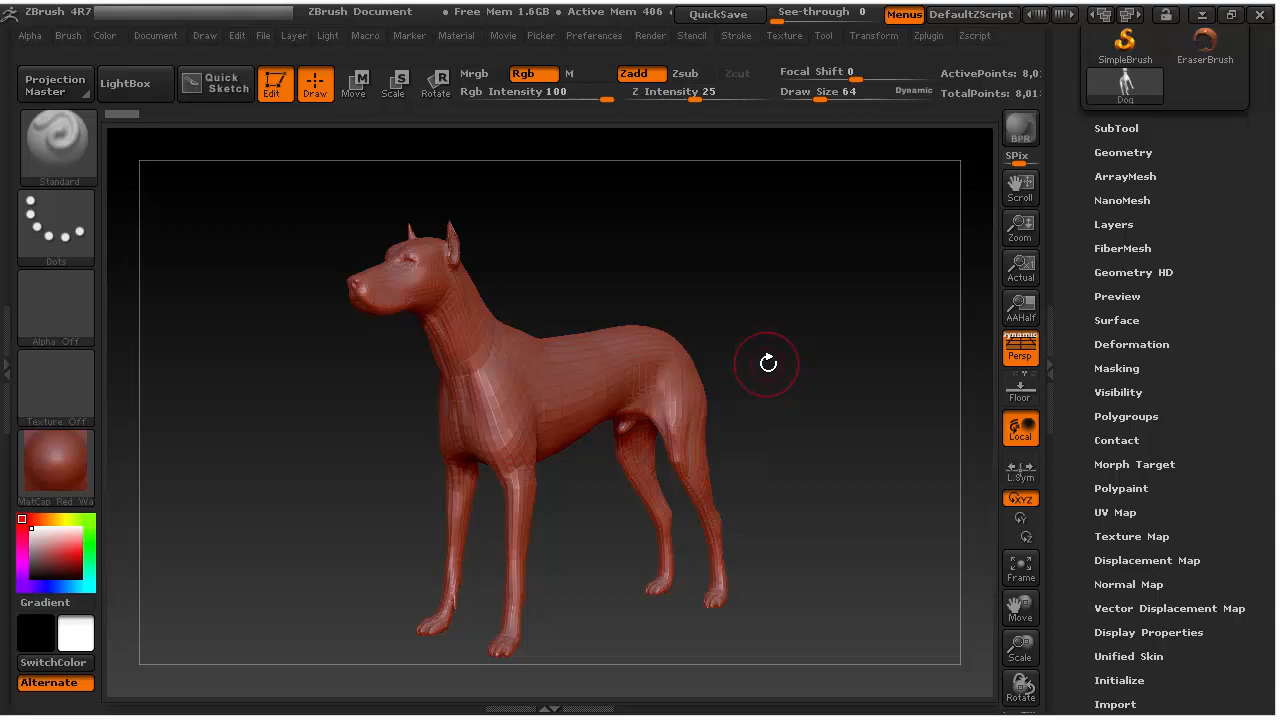 ZBrush 4R7 ZBrush Document • Free Mem 1.6GB • Active Mem 406 QuickSave See-through 0 Menus DefaultZScript
Alpha Brush Color Document Draw Edit File Layer Light Macro Markers Material Movie Picker Preferences Render Stencil Stroke Texture Tool Transform Zplugin Zscript
SimpleBrush EraserBrush
Dog
Projection Master
LightBox
Quick Sketch
Edit Draw Move Scale Rotate
Mrgb Rgb M Zadd Zsub Zcut
Rgb Intensity 100 Z Intensity 25
Focal Shift 0
Draw Size 64 Dynamic
ActivePoints: 8,01
TotalPoints: 8,01
Standard
Dots
Alpha Off
Texture Off
MatCap Red Wa
Gradient
SwitchColor
Alternate
BPR
SPix
Scroll
Zoom
Actual
AAHalf
Dynamic
Persp
Floor
Local
L.Sym
XYZ
Frame
Move
Scale
Rotate
SubTool
Geometry
ArrayMesh
NanoMesh
Layers
FiberMesh
Geometry HD
Preview
Surface
Deformation
Masking
Visibility
Polygroups
Contact
Morph Target
Polypaint
UV Map
Texture Map
Displacement Map
Normal Map
Vector Displacement Map
Display Properties
Unified Skin
Initialize
Import